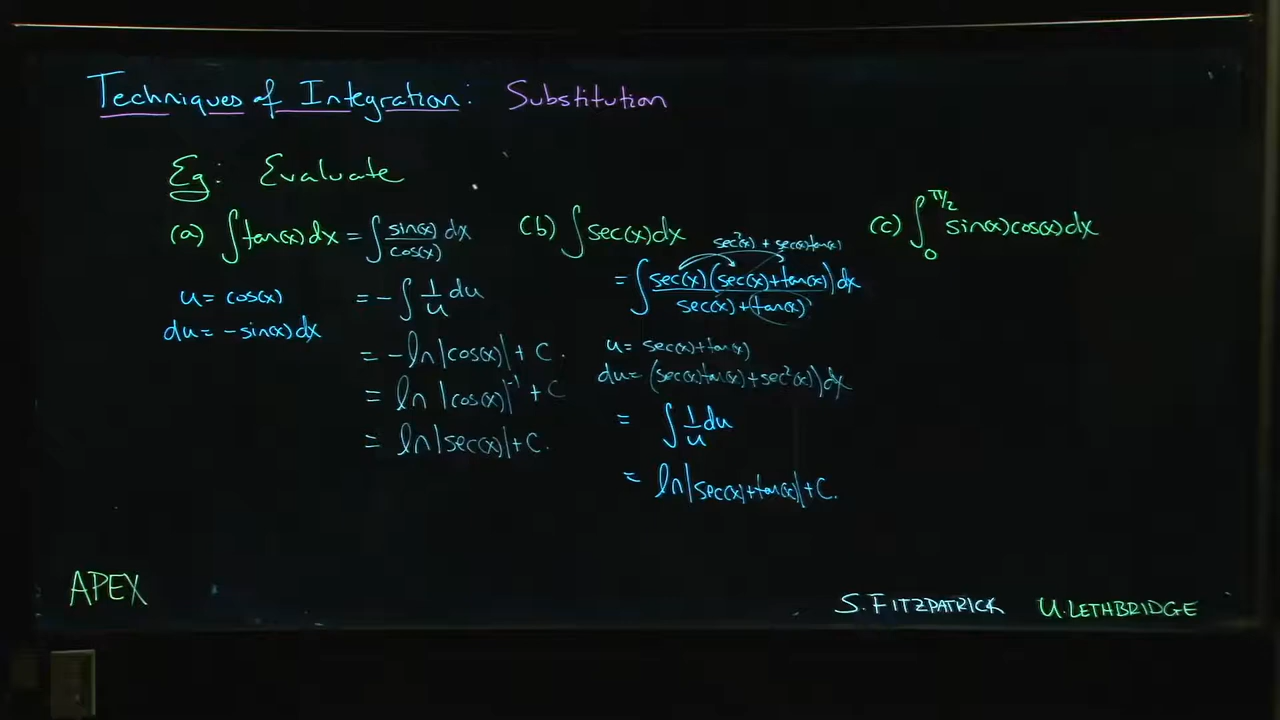 Techniques of Integration: Substitution
Eg: Evaluate
(a) ∫tan(x)dx = ∫ sin(x)/cos(x) dx
u = cos(x)
du = -sin(x)dx
= -∫ 1/u du
= -ln|cos(x)| + C.
= ln|cos(x)|⁻¹ + C
= ln|sec(x)| + C.
(b) ∫sec(x)dx
sec²(x) + sec(x)tan(x)
= ∫ sec(x)(sec(x)+tan(x))/sec(x)+tan(x) dx
u = sec(x)+tan(x)
du = (sec(x)tan(x)+sec²(x))dx
= ∫ 1/u du
= ln|sec(x)+tan(x)| + C.
(c) ∫₀^π/2 sin(x)cos(x)dx
APEX
S. FITZPATRICK U. LETHBRIDGE